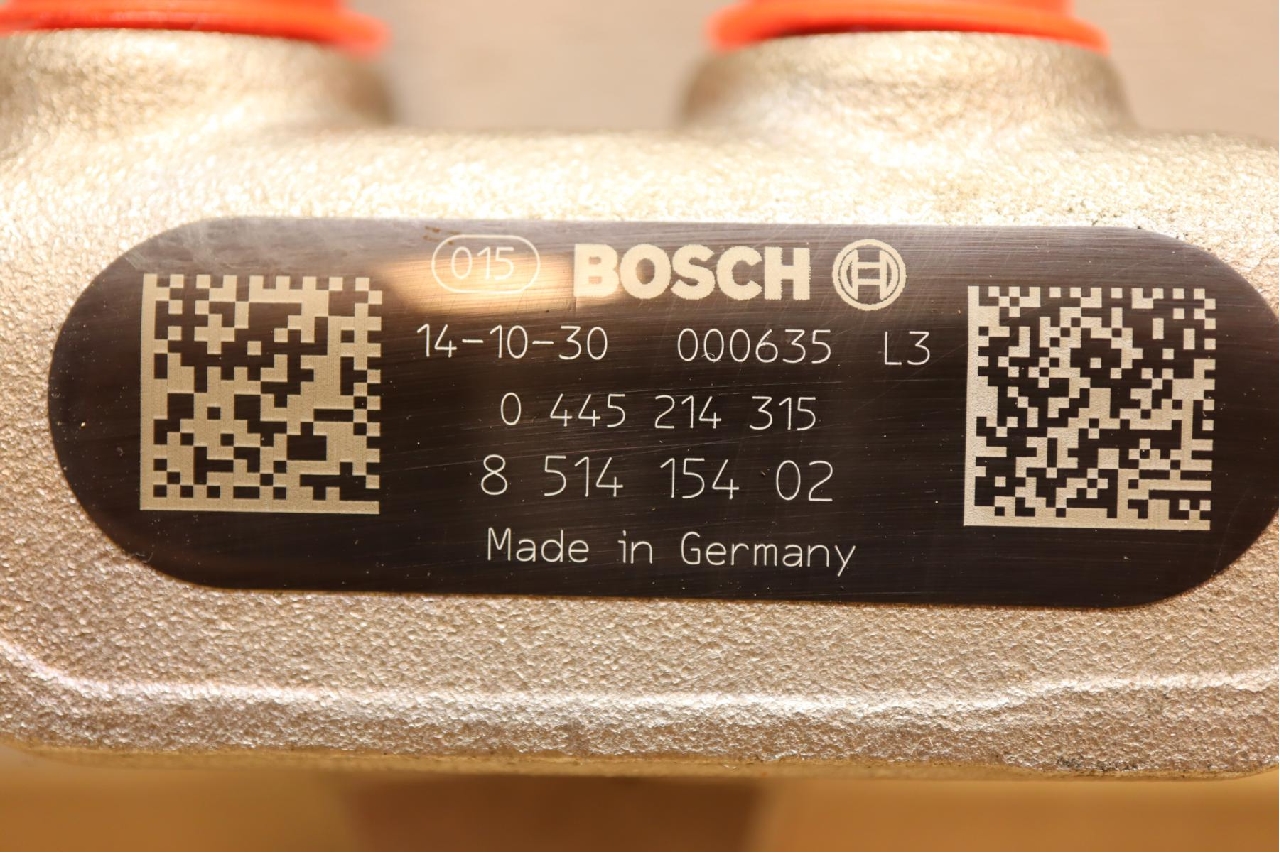 015 BOSCH
14-10-30 000635 L3
0 445 214 315
8 514 154 02
Made in Germany